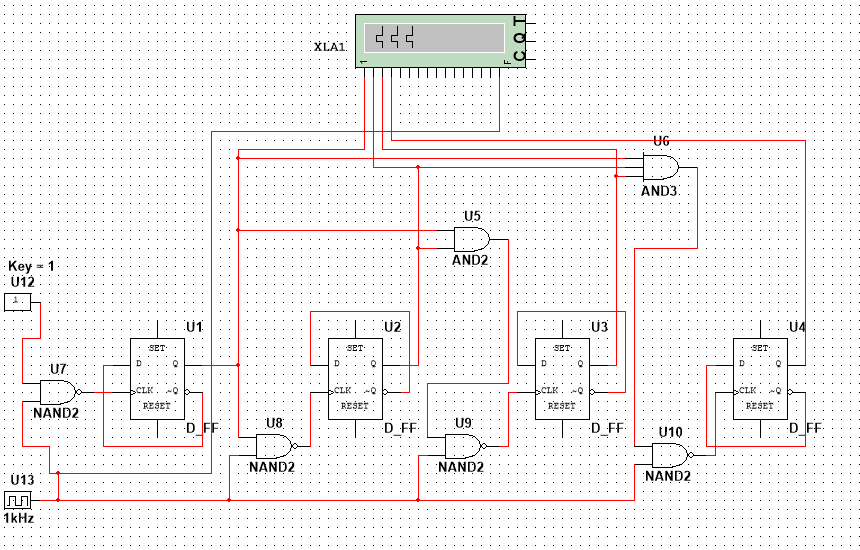 XLA1
T
Q
C
1
F
U6
AND3
U5
AND2
Key = 1
U12
1
U7
NAND2
U1
SET
D Q
CLK ~Q
RESET
D_FF
U8
NAND2
U2
SET
D Q
CLK ~Q
RESET
D_FF
U9
NAND2
U3
SET
D Q
CLK ~Q
RESET
D_FF
U10
NAND2
U4
SET
D Q
CLK ~Q
RESET
D_FF
U13
1kHz